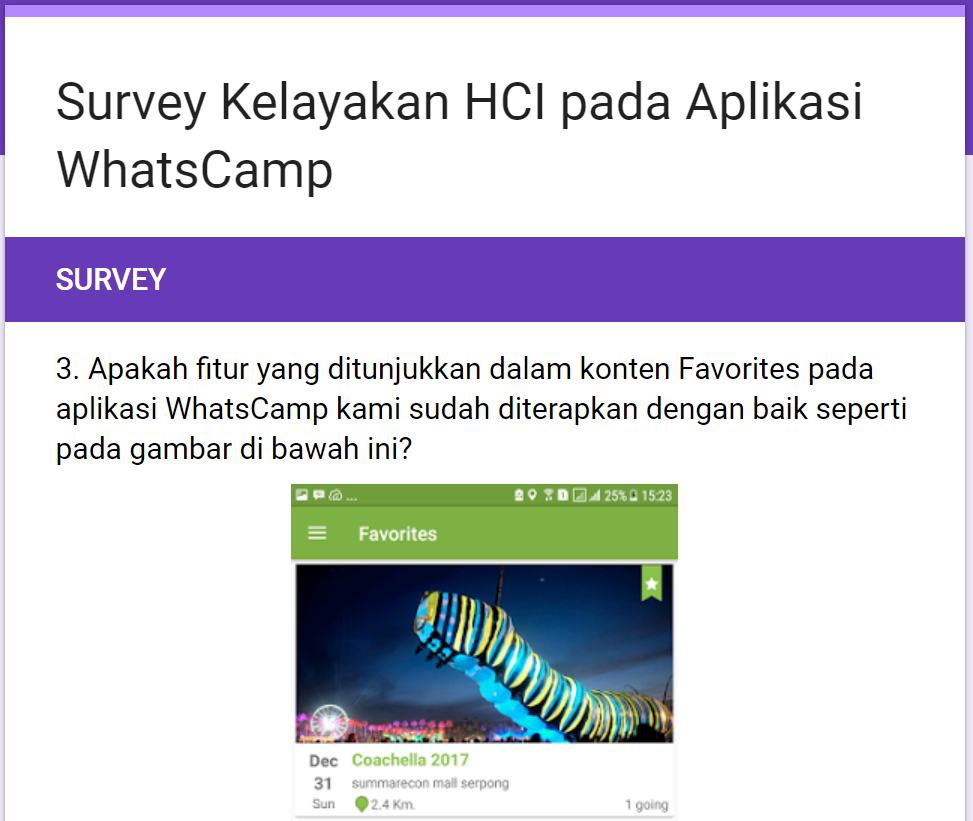 Survey Kelayakan HCI pada Aplikasi
WhatsCamp
SURVEY
3. Apakah fitur yang ditunjukkan dalam konten Favorites pada
aplikasi WhatsCamp kami sudah diterapkan dengan baik seperti
pada gambar di bawah ini?
... 25% 15:23
Favorites
Dec Coachella 2017
31 summarecon mall serpong
Sun 2.4 Km. 1 going